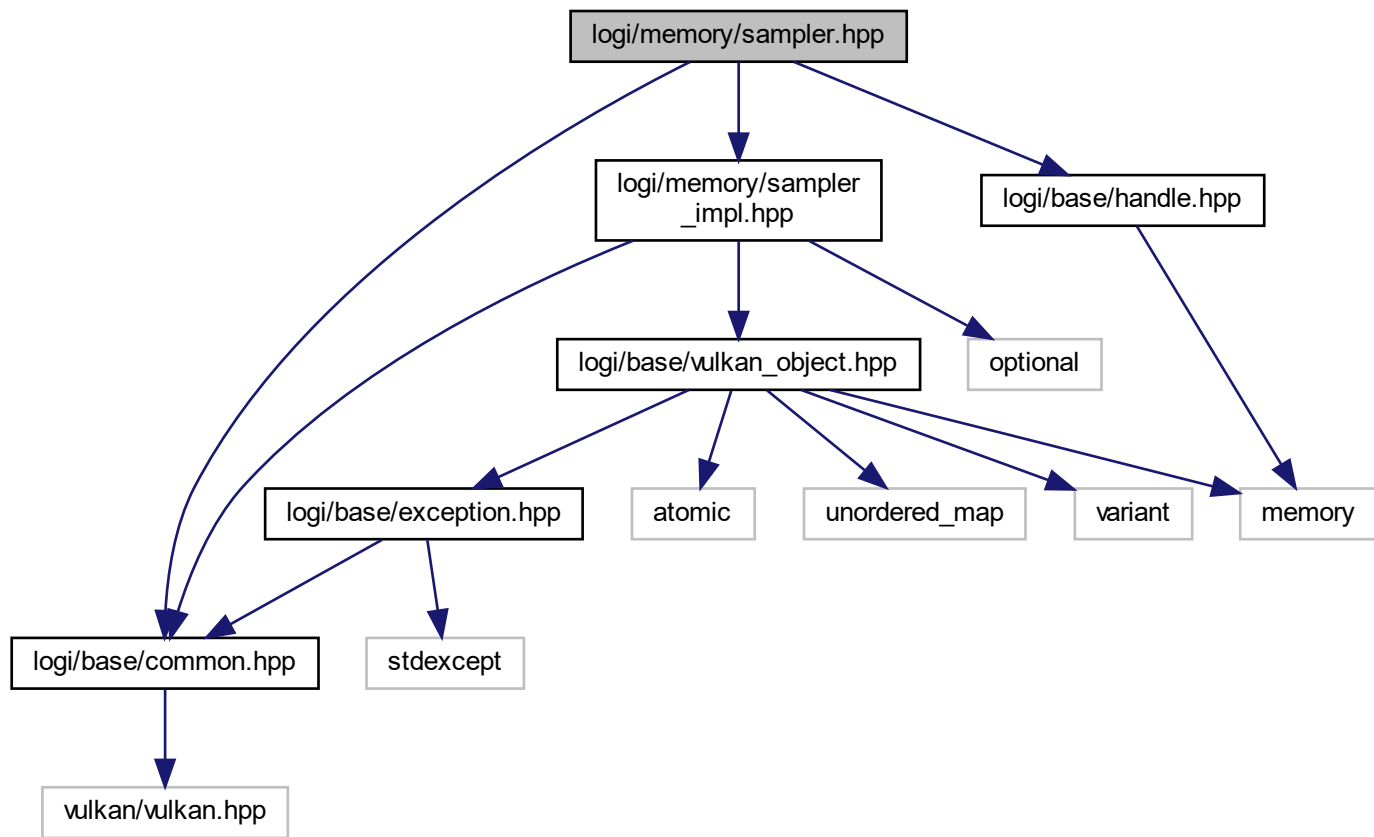 logi/memory/sampler.hpp
logi/memory/sampler
_impl.hpp
logi/base/handle.hpp
logi/base/vulkan_object.hpp
optional
logi/base/exception.hpp
atomic
unordered_map
variant
memory
logi/base/common.hpp
stdexcept
vulkan/vulkan.hpp